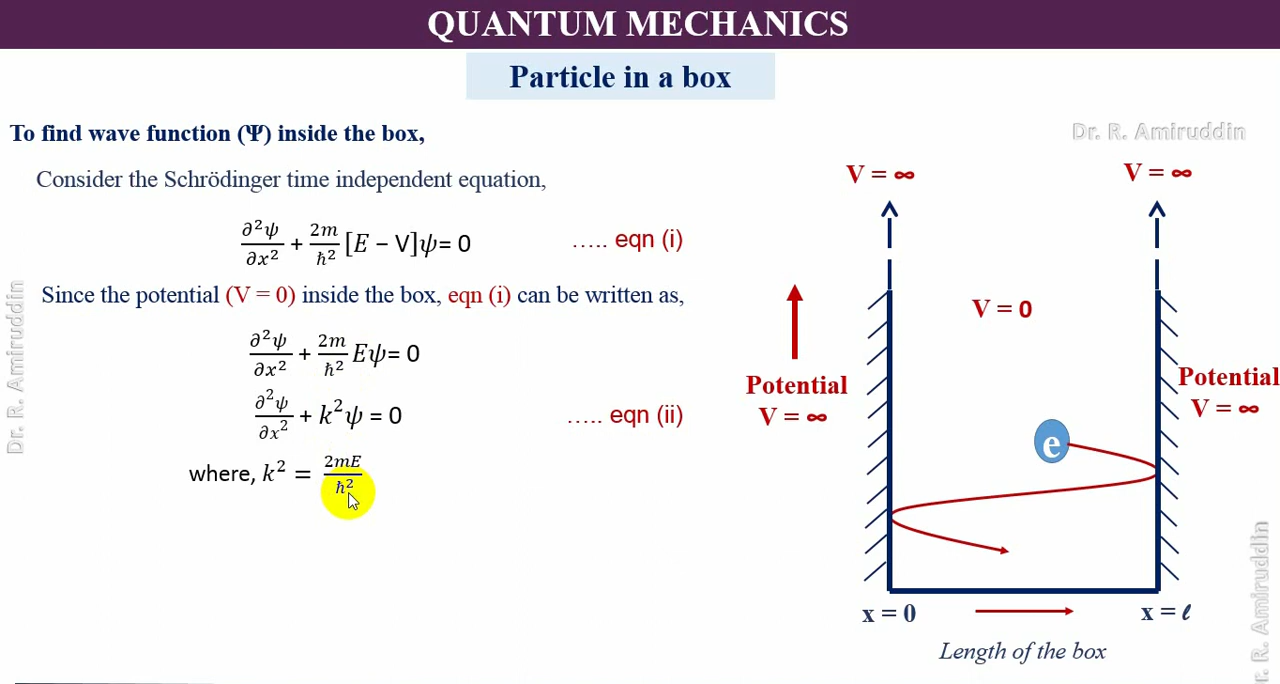 QUANTUM MECHANICS
Particle in a box
To find wave function (Ψ) inside the box,
Dr. R. Amiruddin
Consider the Schrödinger time independent equation,
∂²ψ/∂x² + 2m/ħ² [E − V]ψ= 0 ….. eqn (i)
Since the potential (V = 0) inside the box, eqn (i) can be written as,
∂²ψ/∂x² + 2m/ħ² Eψ= 0
∂²ψ/∂x² + k²ψ = 0 ….. eqn (ii)
where, k² = 2mE/ħ²
V = ∞
V = ∞
V = 0
Potential
V = ∞
Potential
V = ∞
e
x = 0
x = ℓ
Length of the box
Dr. R. Amiruddin
r. R. Amiruddin